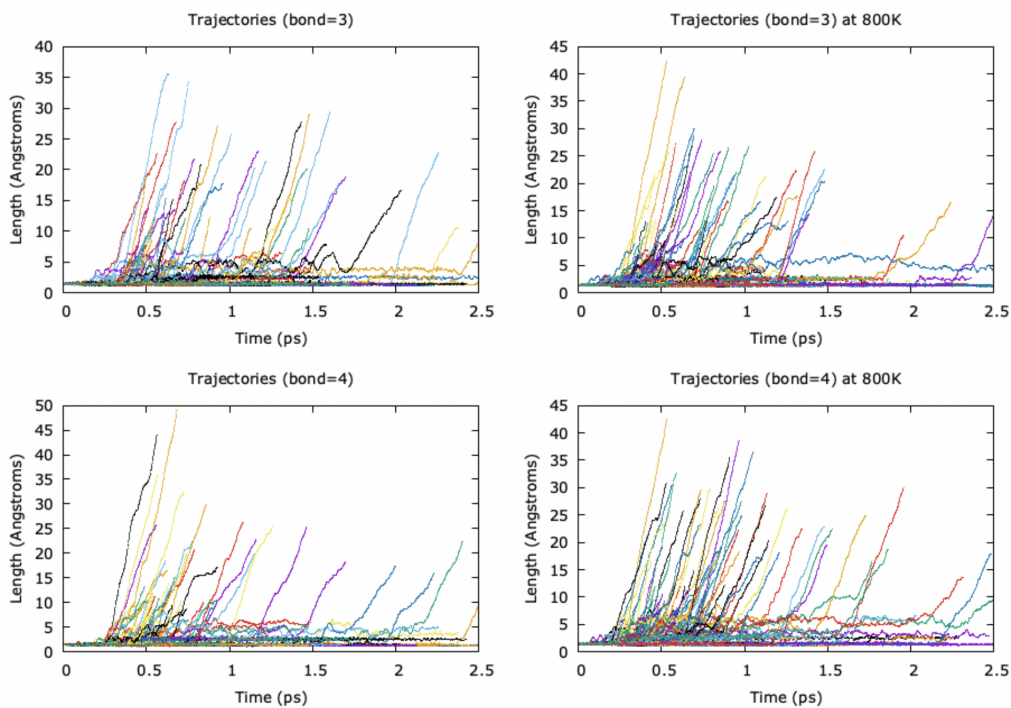 Trajectories (bond=3)
Length (Angstroms)
40
35
30
25
20
15
10
5
0
0 0.5 1 1.5 2 2.5
Time (ps)
Trajectories (bond=3) at 800K
Length (Angstroms)
45
40
35
30
25
20
15
10
5
0
0 0.5 1 1.5 2 2.5
Time (ps)
Trajectories (bond=4)
Length (Angstroms)
50
45
40
35
30
25
20
15
10
5
0
0 0.5 1 1.5 2 2.5
Time (ps)
Trajectories (bond=4) at 800K
Length (Angstroms)
45
40
35
30
25
20
15
10
5
0
0 0.5 1 1.5 2 2.5
Time (ps)